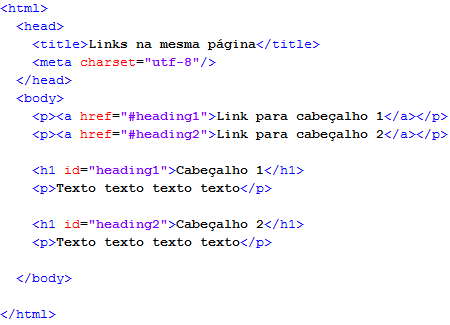 <html>
<head>
<title>Links na mesma página</title>
<meta charset="utf-8"/>
</head>
<body>
<p><a href="#heading1">Link para cabeçalho 1</a></p>
<p><a href="#heading2">Link para cabeçalho 2</a></p>
<h1 id="heading1">Cabeçalho 1</h1>
<p>Texto texto texto texto</p>
<h1 id="heading2">Cabeçalho 2</h1>
<p>Texto texto texto texto</p>
</body>
</html>